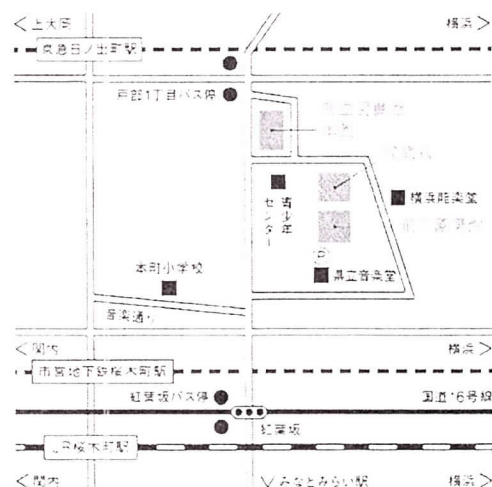 ＜上大岡
横浜＞
京急日ノ出町駅
戸部1丁目バス停
横浜能楽堂
青少年
センター
Ⓟ
本町小学校
県立音楽堂
音楽通り
＜関内
横浜＞
市営地下鉄桜木町駅
紅葉坂バス停
国道16号線
紅葉坂
JR桜木町駅
＜関内
∨みなとみらい駅
横浜＞